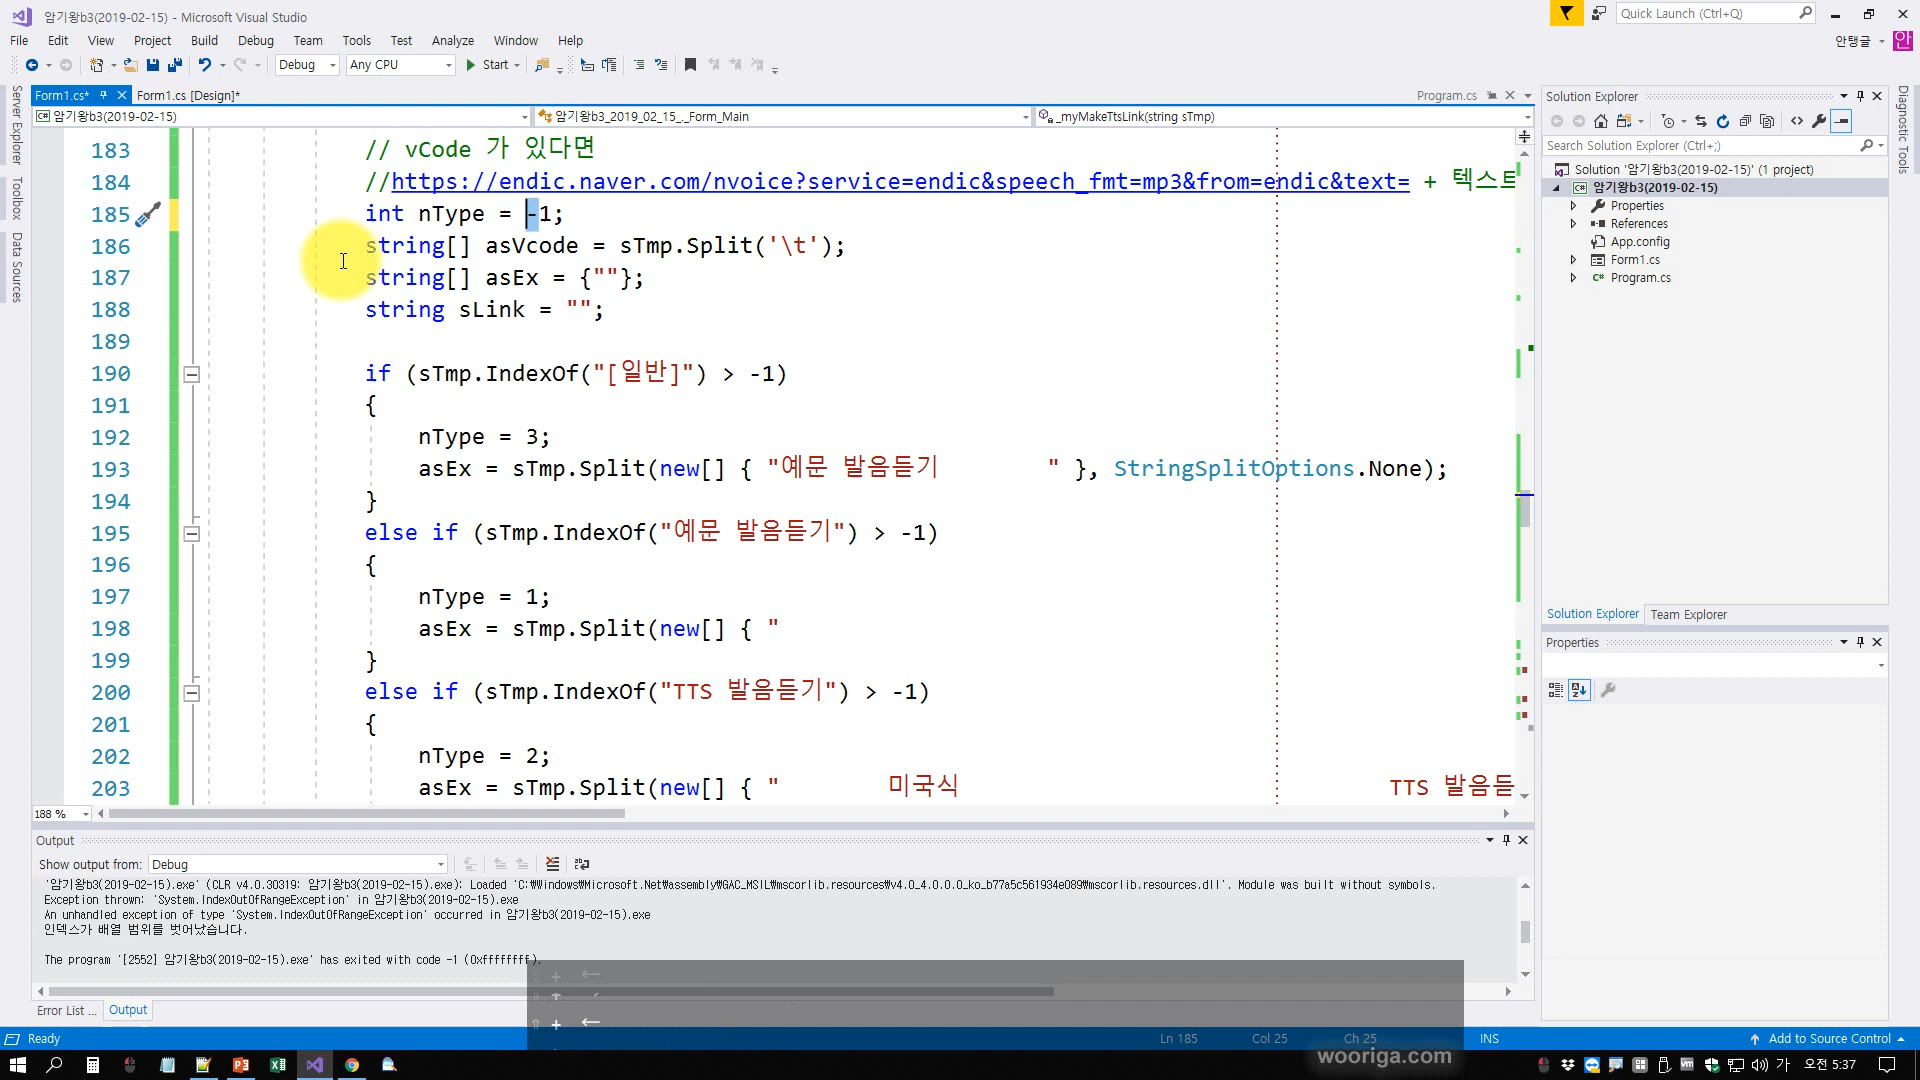 암기왕b3(2019-02-15) - Microsoft Visual Studio
Quick Launch (Ctrl+Q)
File Edit View Project Build Debug Team Tools Test Analyze Window Help
안탱글
안
Debug Any CPU Start
Form1.cs* Form1.cs [Design]* Program.cs
암기왕b3(2019-02-15) 암기왕b3_2019_02_15_._Form_Main _myMakeTtsLink(string sTmp)
Server Explorer
Toolbox
Data Sources
183 // vCode 가 있다면
184 //https://endic.naver.com/nvoice?service=endic&speech_fmt=mp3&from=endic&text= + 텍스트
185 int nType = -1;
186 string[] asVcode = sTmp.Split('\t');
187 string[] asEx = {""};
188 string sLink = "";
189
190 if (sTmp.IndexOf("[일반]") > -1)
191 {
192 nType = 3;
193 asEx = sTmp.Split(new[] { "예문 발음듣기 " }, StringSplitOptions.None);
194 }
195 else if (sTmp.IndexOf("예문 발음듣기") > -1)
196 {
197 nType = 1;
198 asEx = sTmp.Split(new[] { "
199 }
200 else if (sTmp.IndexOf("TTS 발음듣기") > -1)
201 {
202 nType = 2;
203 asEx = sTmp.Split(new[] { " 미국식 TTS 발음듣
188 %
Output
Show output from: Debug
'암기왕b3(2019-02-15).exe' (CLR v4.0.30319: 암기왕b3(2019-02-15).exe): Loaded 'C:₩Windows₩Microsoft.Net₩assembly₩GAC_MSIL₩mscorlib.resources₩v4.0_4.0.0.0_ko_b77a5c561934e089₩mscorlib.resources.dll'. Module was built without symbols.
Exception thrown: 'System.IndexOutOfRangeException' in 암기왕b3(2019-02-15).exe
An unhandled exception of type 'System.IndexOutOfRangeException' occurred in 암기왕b3(2019-02-15).exe
인덱스가 배열 범위를 벗어났습니다.
The program '[2552] 암기왕b3(2019-02-15).exe' has exited with code -1 (0xffffffff).
Error List ... Output
Solution Explorer
Search Solution Explorer (Ctrl+;)
Solution '암기왕b3(2019-02-15)' (1 project)
암기왕b3(2019-02-15)
Properties
References
App.config
Form1.cs
Program.cs
Solution Explorer Team Explorer
Properties
Diagnostic Tools
Ready Ln 185 Col 25 Ch 25 INS Add to Source Control
⇧ + ←
wooriga.com
가 오전 5:37